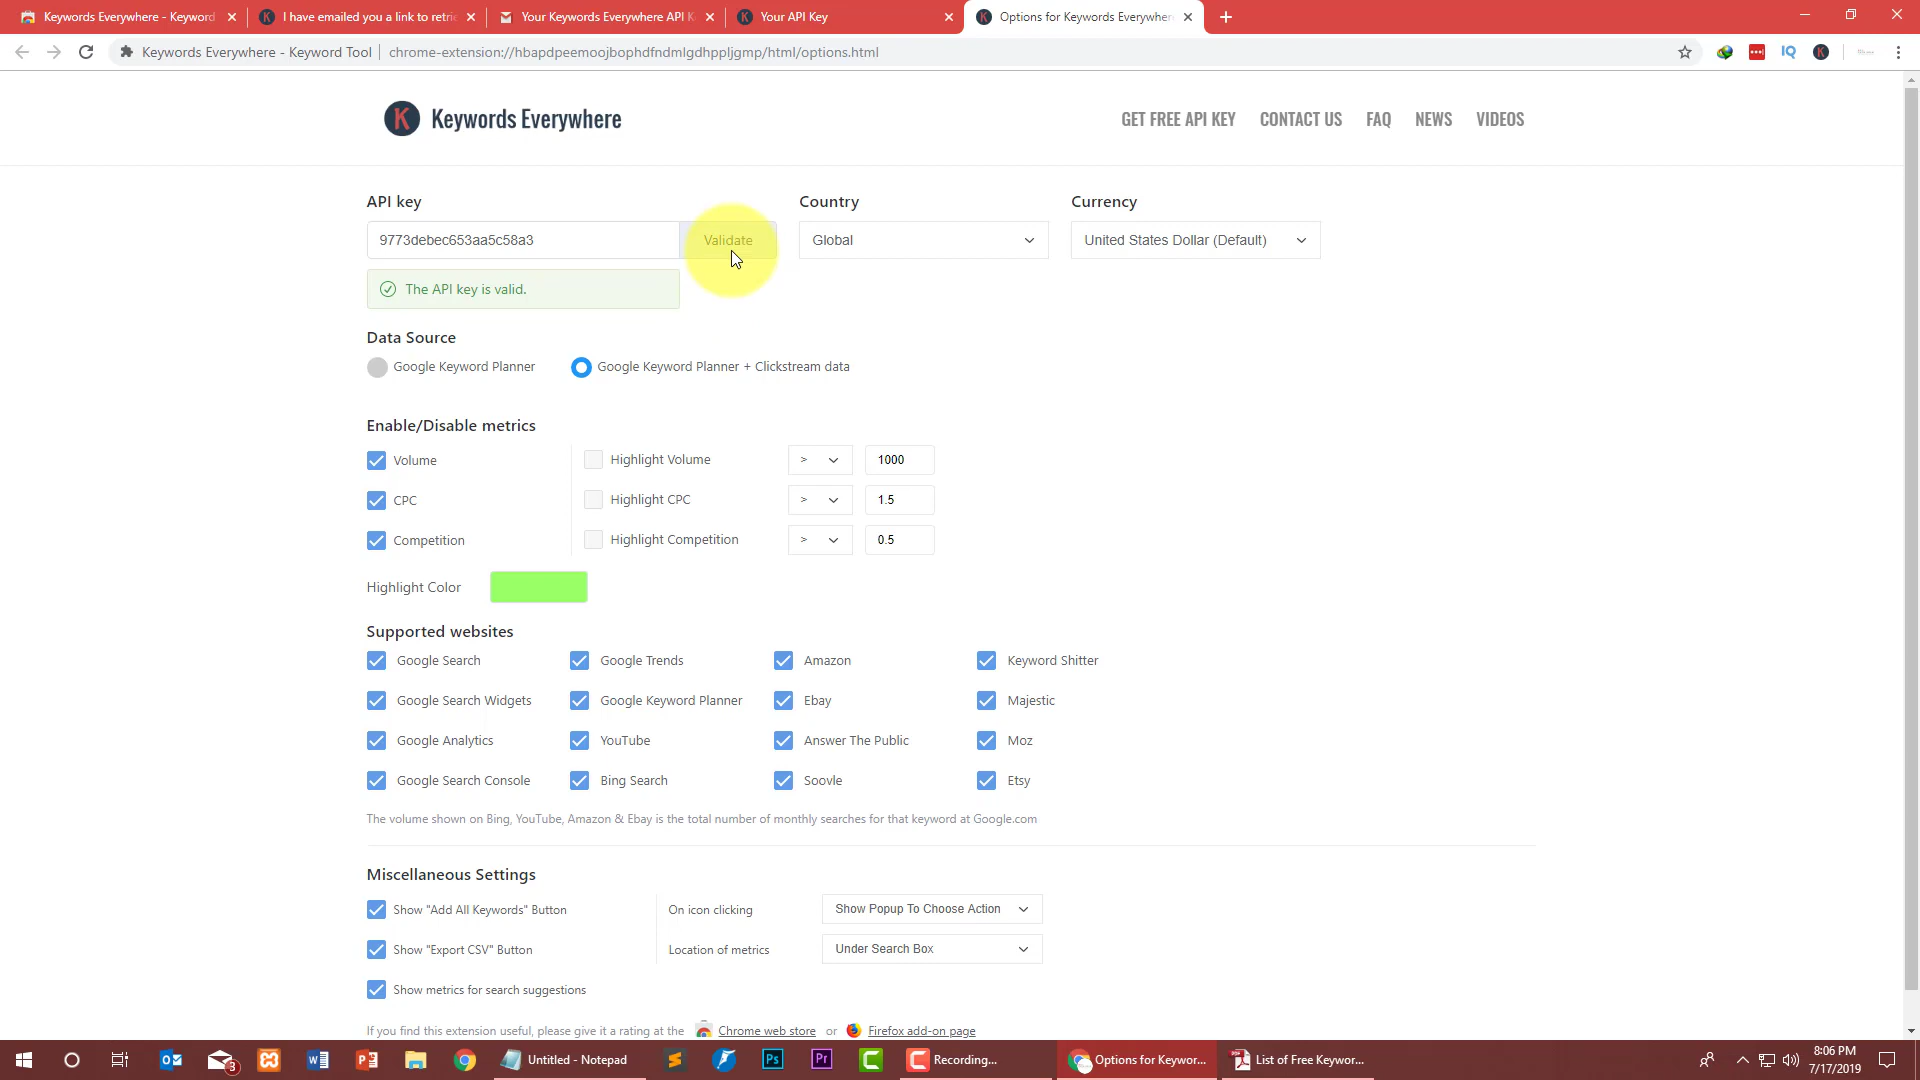 Keywords Everywhere - Keyword
I have emailed you a link to retrie
Your Keywords Everywhere API K
Your API Key
Options for Keywords Everywhere
Keywords Everywhere - Keyword Tool
chrome-extension://hbapdpeemoojbophdfndmlgdhppljgmp/html/options.html
IQ
K
K Keywords Everywhere
GET FREE API KEY CONTACT US FAQ NEWS VIDEOS
API key Country Currency
9773debec653aa5c58a3 Validate Global United States Dollar (Default)
The API key is valid.
Data Source
Google Keyword Planner Google Keyword Planner + Clickstream data
Enable/Disable metrics
Volume Highlight Volume > 1000
CPC Highlight CPC > 1.5
Competition Highlight Competition > 0.5
Highlight Color
Supported websites
Google Search Google Trends Amazon Keyword Shitter
Google Search Widgets Google Keyword Planner Ebay Majestic
Google Analytics YouTube Answer The Public Moz
Google Search Console Bing Search Soovle Etsy
The volume shown on Bing, YouTube, Amazon & Ebay is the total number of monthly searches for that keyword at Google.com
Miscellaneous Settings
Show "Add All Keywords" Button On icon clicking Show Popup To Choose Action
Show "Export CSV" Button Location of metrics Under Search Box
Show metrics for search suggestions
If you find this extension useful, please give it a rating at the Chrome web store or Firefox add-on page
3
Untitled - Notepad
Ps
Pr
Recording...
Options for Keywor...
List of Free Keywor...
8:06 PM
7/17/2019